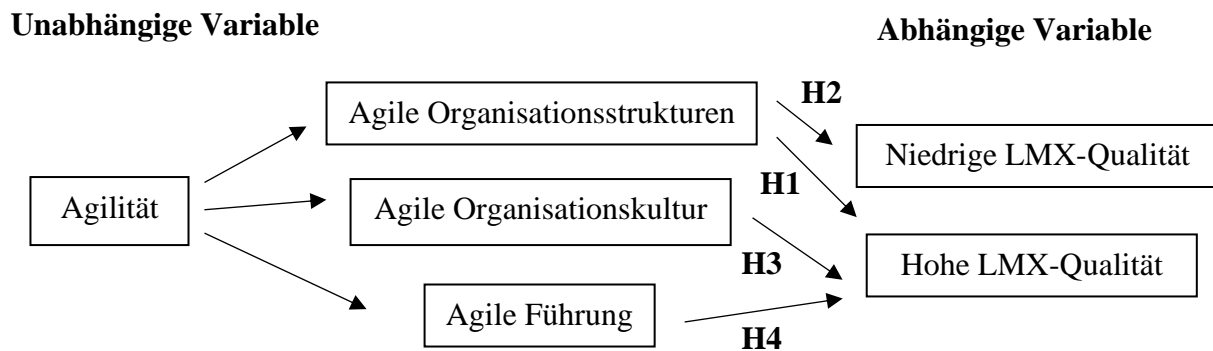 Unabhängige Variable
Abhängige Variable
Agile Organisationsstrukturen
H2
Niedrige LMX-Qualität
H1
Agilität
Agile Organisationskultur
H3
Hohe LMX-Qualität
Agile Führung
H4